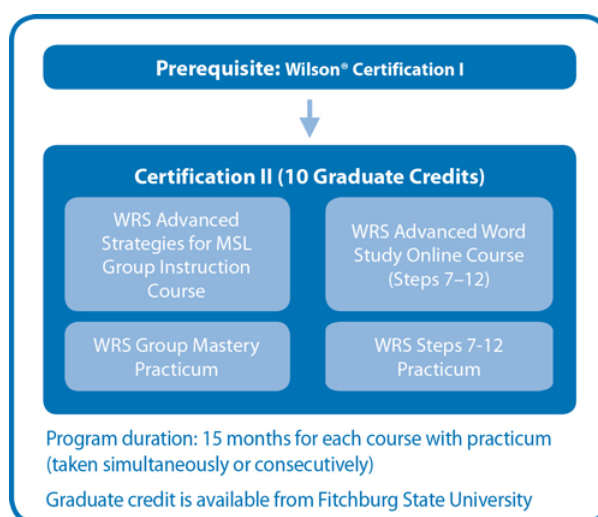 Prerequisite: Wilson® Certification I
Certification II (10 Graduate Credits)
WRS Advanced
Strategies for MSL
Group Instruction
Course
WRS Advanced Word
Study Online Course
(Steps 7–12)
WRS Group Mastery
Practicum
WRS Steps 7-12
Practicum
Program duration: 15 months for each course with practicum
(taken simultaneously or consecutively)
Graduate credit is available from Fitchburg State University